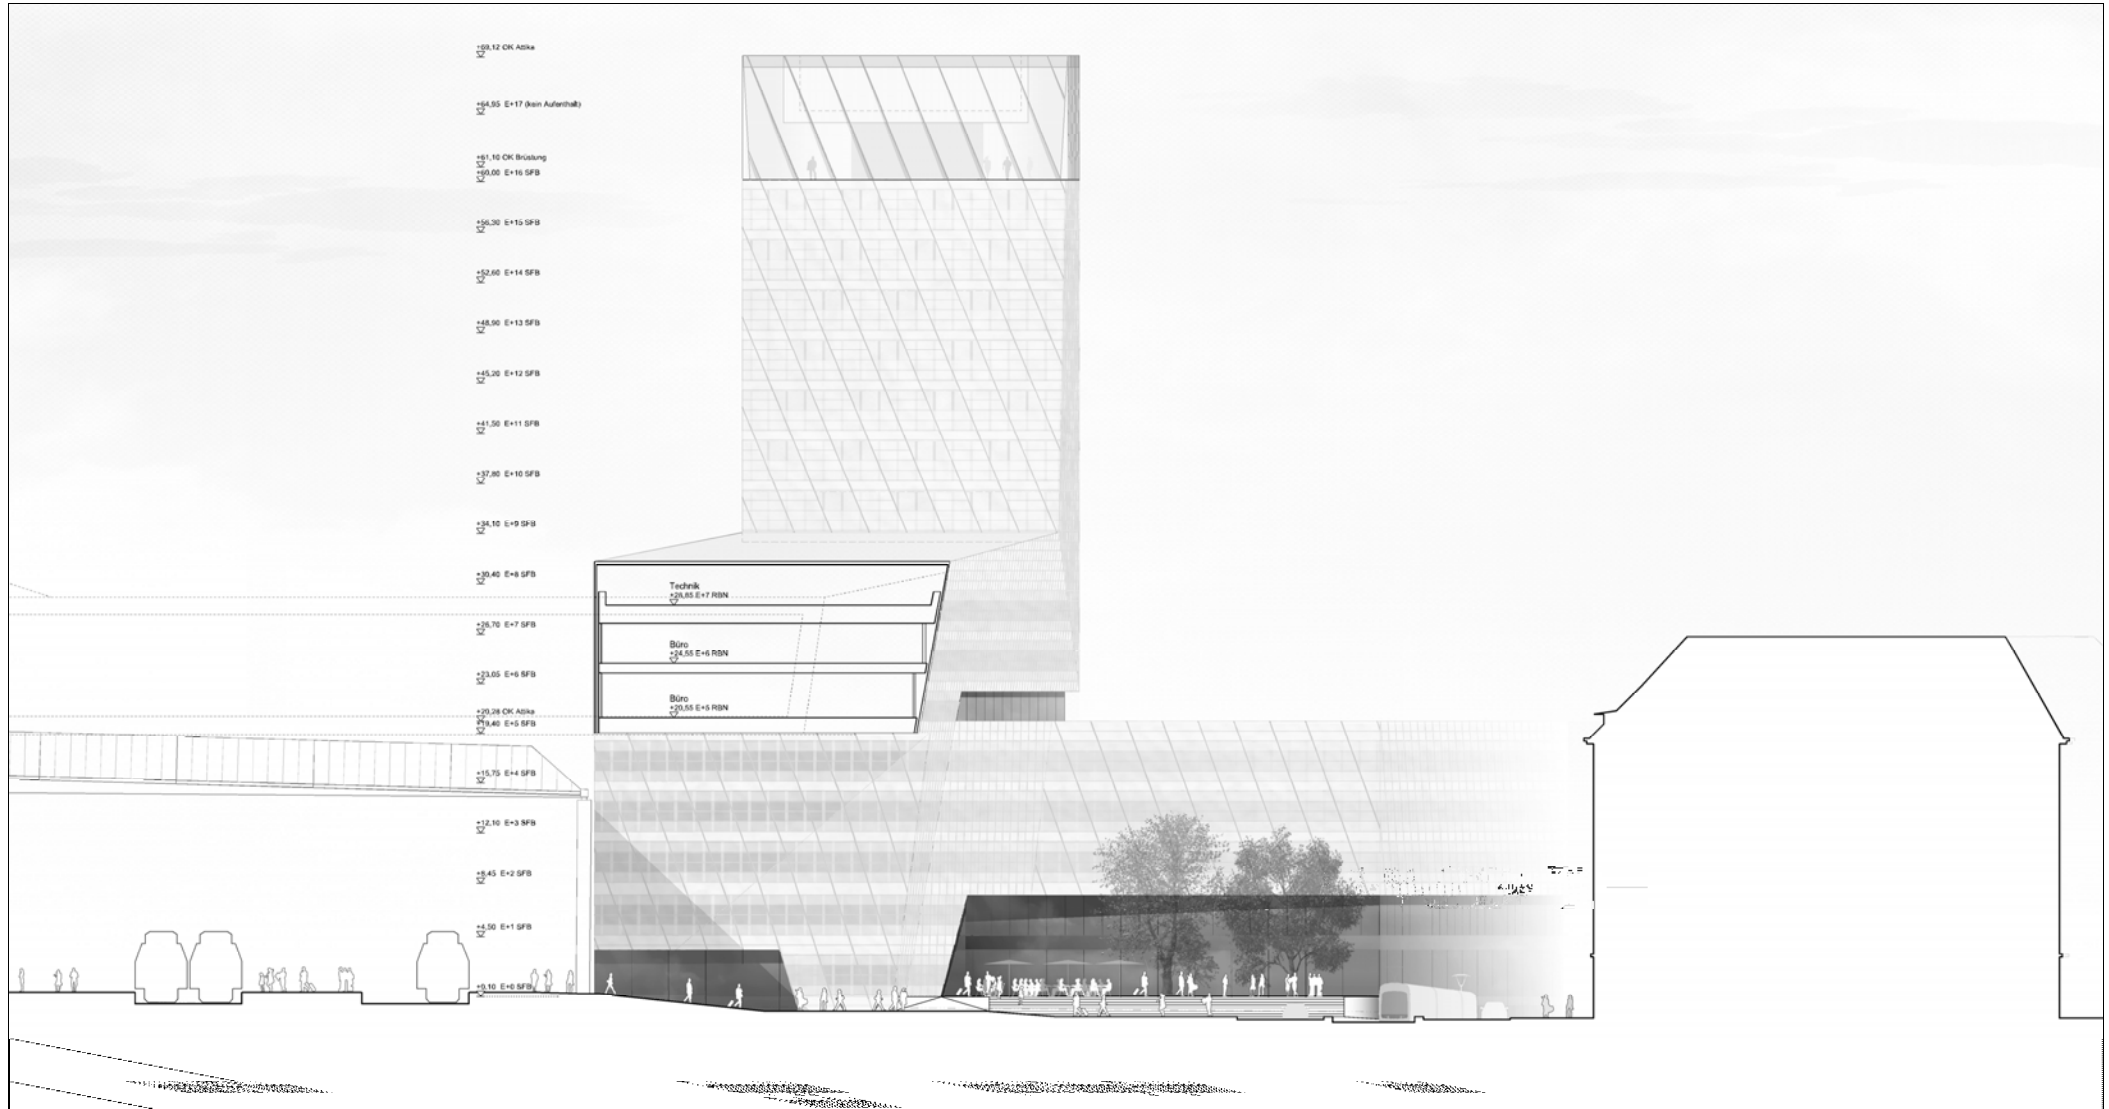 +69,12 OK Attika
+64,95 E+17 (kein Aufenthalt)
+61,10 OK Brüstung
+60,00 E+16 SFB
+56,30 E+15 SFB
+52,60 E+14 SFB
+48,90 E+13 SFB
+45,20 E+12 SFB
+41,50 E+11 SFB
+37,80 E+10 SFB
+34,10 E+9 SFB
+30,40 E+8 SFB
Technik
+28,85 E+7 RBN
+26,70 E+7 SFB
Büro
+24,55 E+6 RBN
+23,05 E+6 SFB
Büro
+20,55 E+5 RBN
+20,28 OK Attika
+19,40 E+5 SFB
+15,75 E+4 SFB
+12,10 E+3 SFB
+8,45 E+2 SFB
+4,50 E+1 SFB
+0,10 E+0 SFB